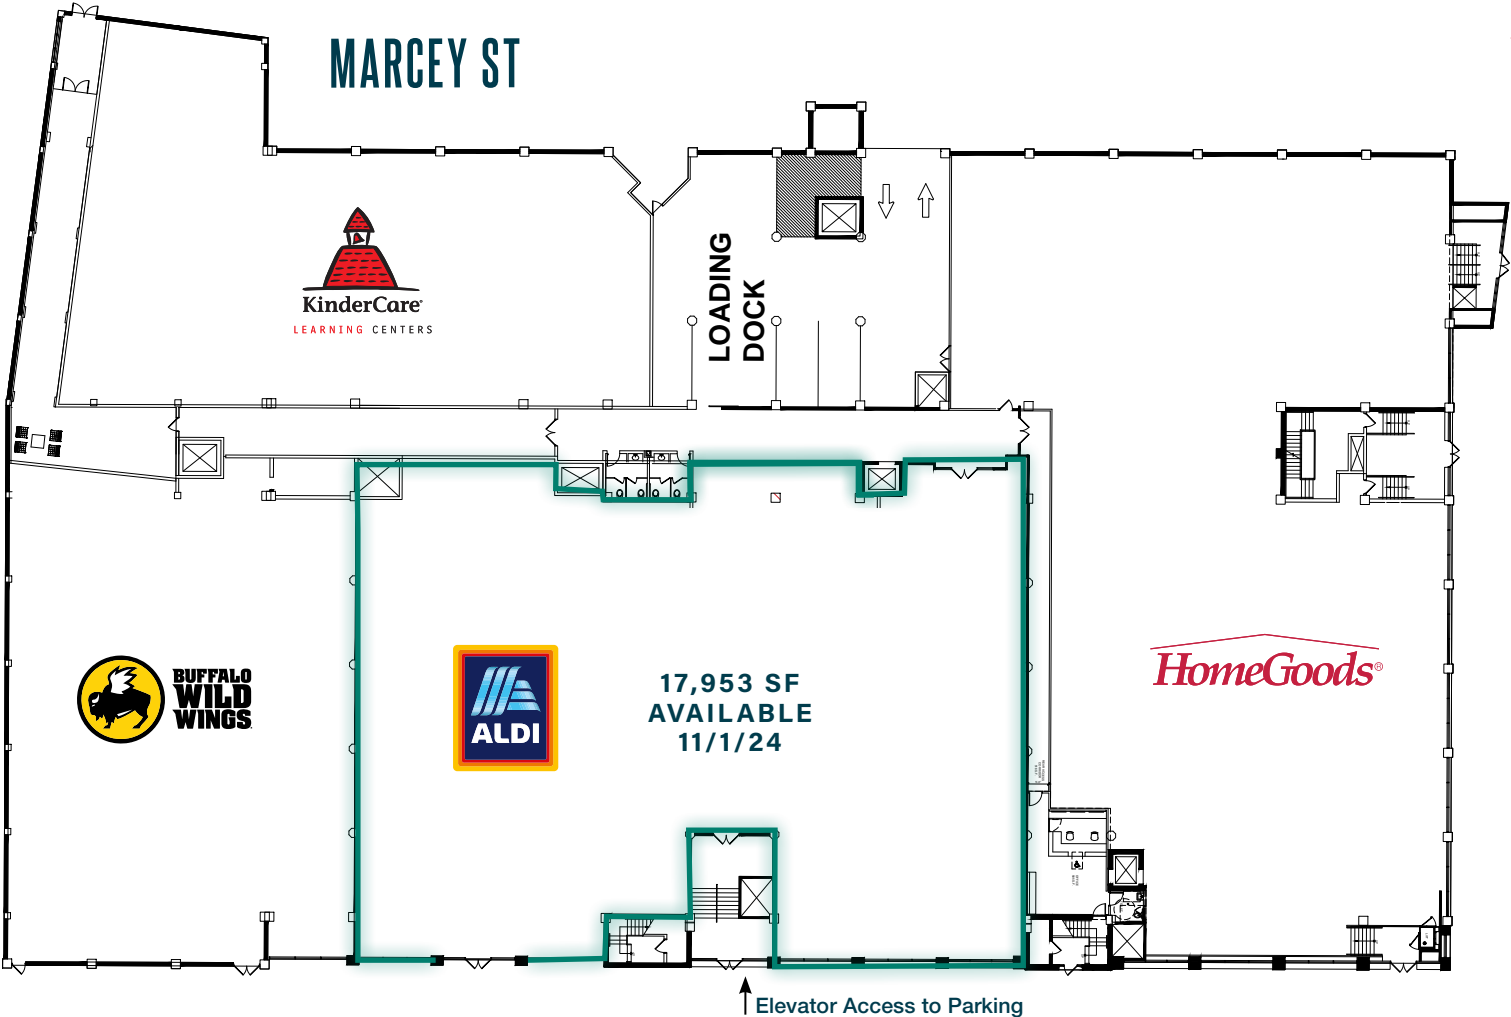 MARCEY ST
KinderCare®
LEARNING CENTERS
LOADING
DOCK
BUFFALO
WILD
WINGS
ALDI
17,953 SF
AVAILABLE
11/1/24
HomeGoods®
Elevator Access to Parking